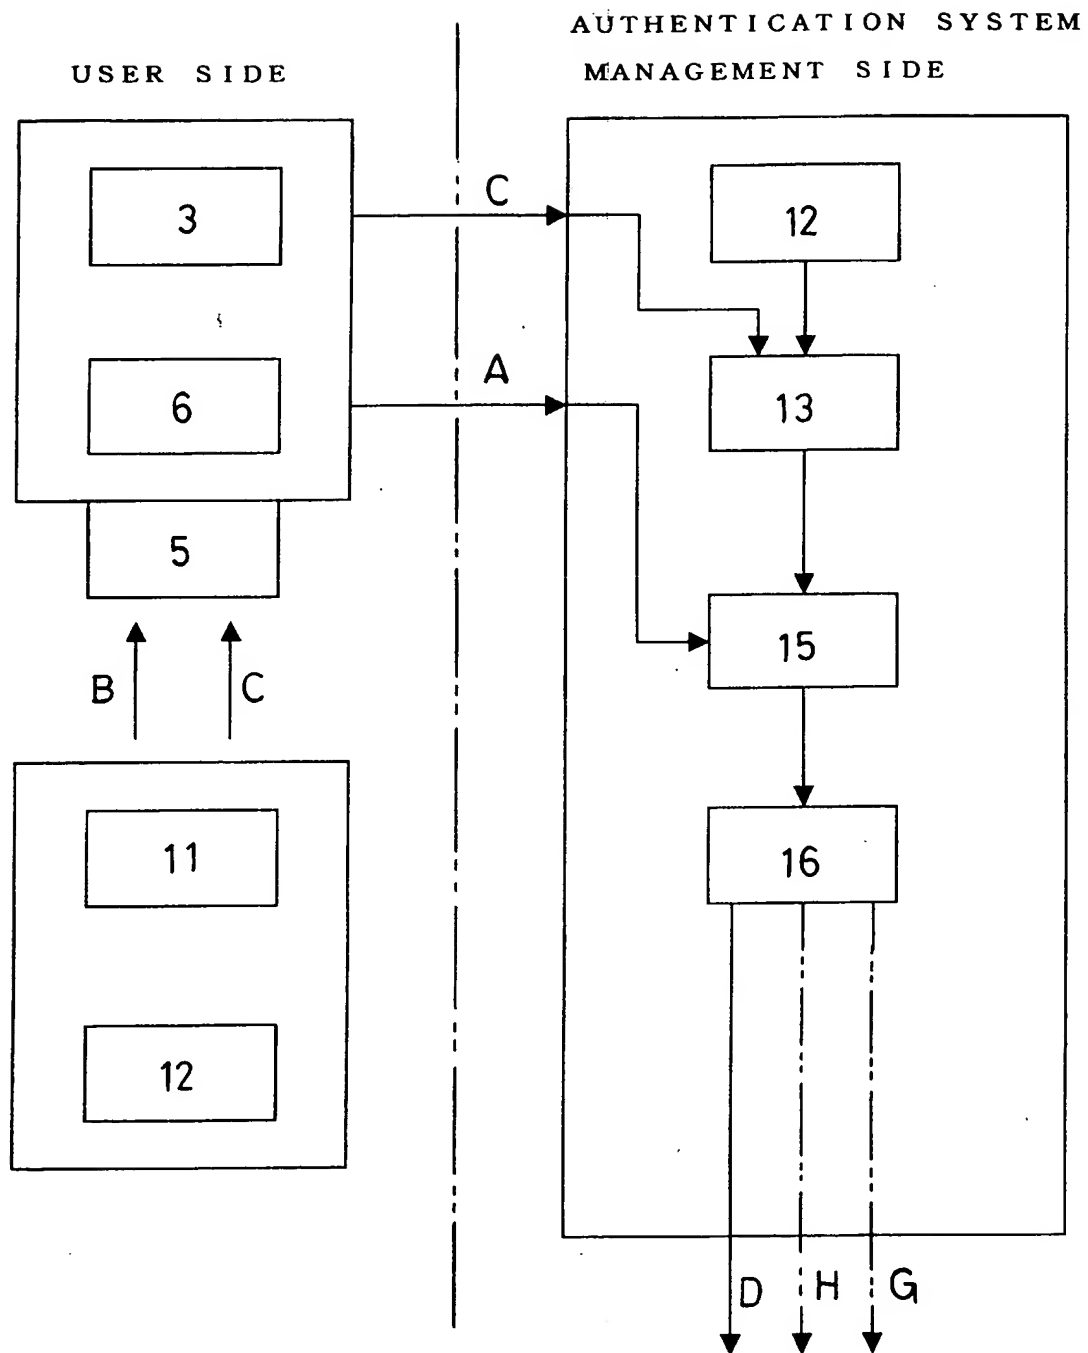 AUTHENTICATION SYSTEM
MANAGEMENT SIDE
USER SIDE
3
C
12
6
A
13
5
15
B
C
11
16
12
D
H
G